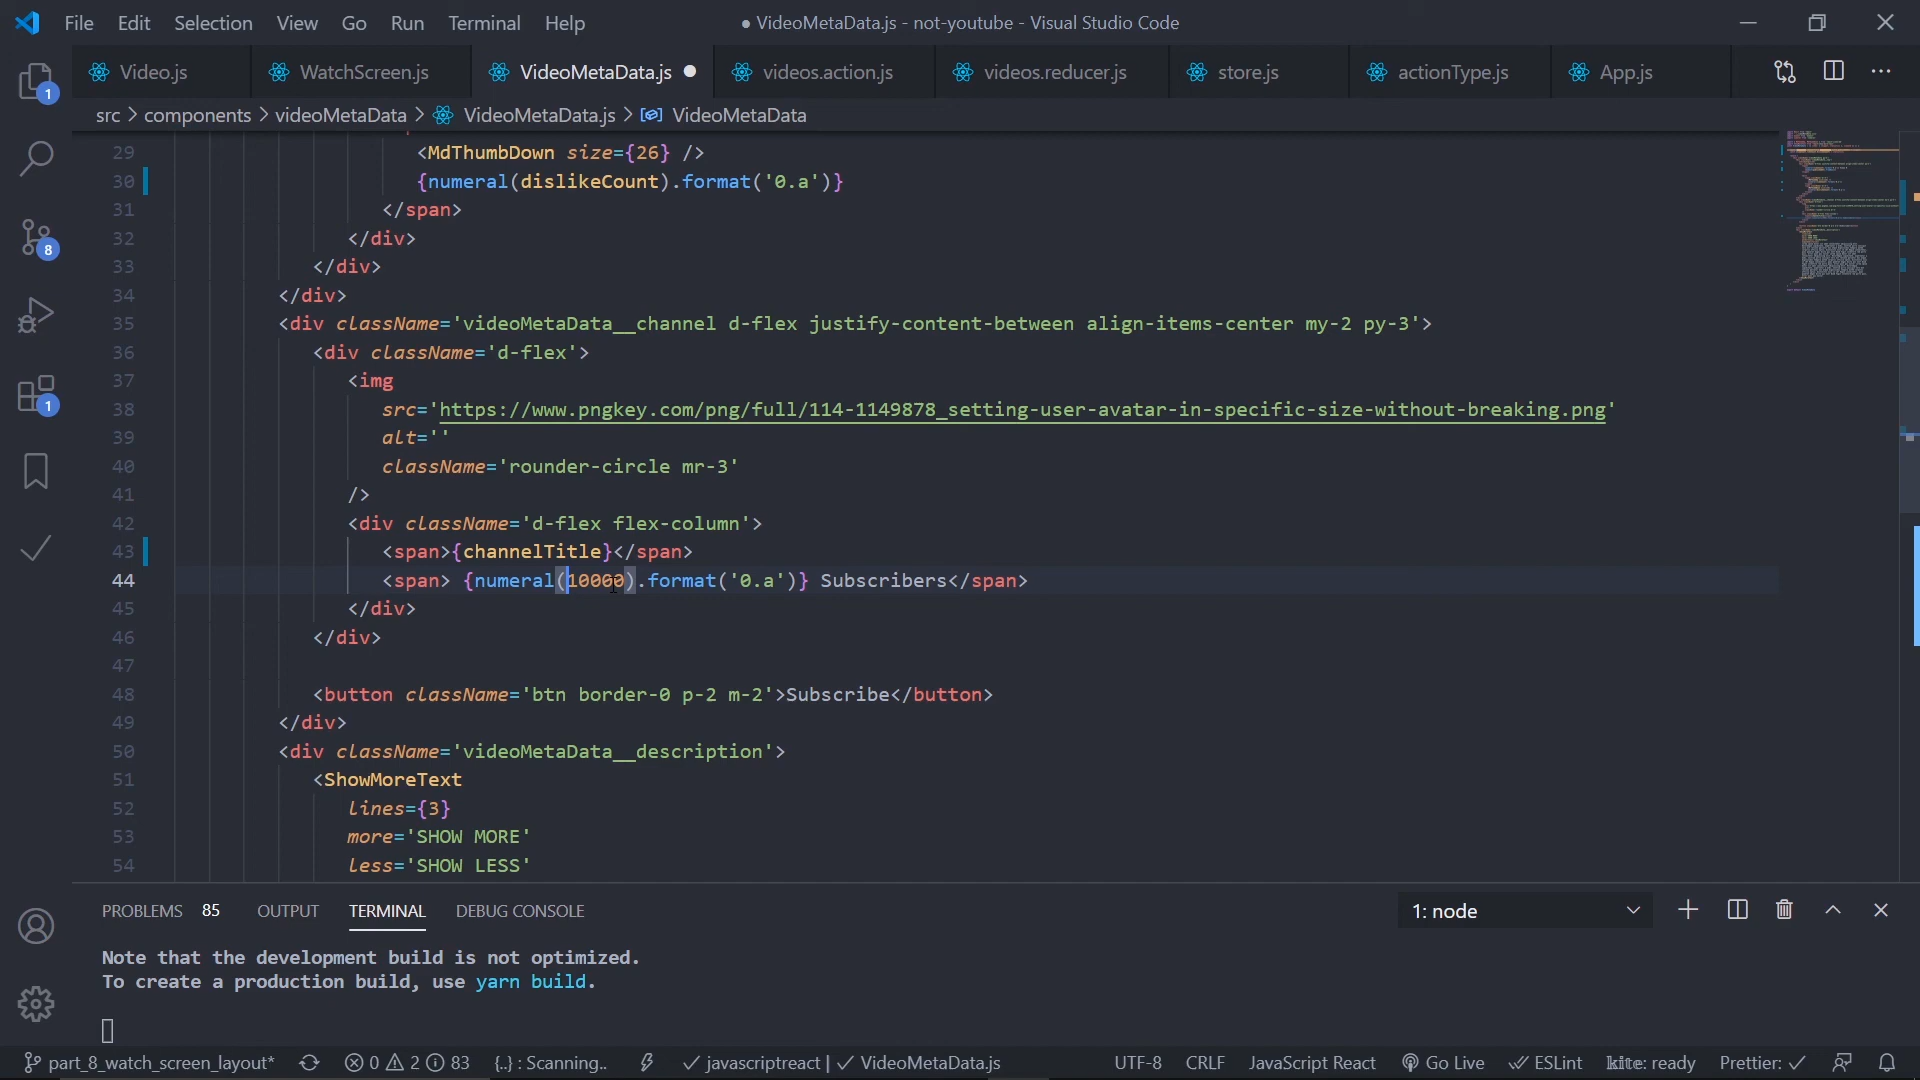 File Edit Selection View Go Run Terminal Help
● VideoMetaData.js - not-youtube - Visual Studio Code
Video.js WatchScreen.js VideoMetaData.js videos.action.js videos.reducer.js store.js actionType.js App.js
src > components > videoMetaData > VideoMetaData.js > VideoMetaData
29 <MdThumbDown size={26} />
30 {numeral(dislikeCount).format('0.a')}
31 </span>
32 </div>
33 </div>
34 </div>
35 <div className='videoMetaData__channel d-flex justify-content-between align-items-center my-2 py-3'>
36 <div className='d-flex'>
37 <img
38 src='https://www.pngkey.com/png/full/114-1149878_setting-user-avatar-in-specific-size-without-breaking.png'
39 alt=''
40 className='rounder-circle mr-3'
41 />
42 <div className='d-flex flex-column'>
43 <span>{channelTitle}</span>
44 <span> {numeral(10000).format('0.a')} Subscribers</span>
45 </div>
46 </div>
47
48 <button className='btn border-0 p-2 m-2'>Subscribe</button>
49 </div>
50 <div className='videoMetaData__description'>
51 <ShowMoreText
52 lines={3}
53 more='SHOW MORE'
54 less='SHOW LESS'
1
8
1
PROBLEMS 85 OUTPUT TERMINAL DEBUG CONSOLE
1: node
Note that the development build is not optimized.
To create a production build, use yarn build.
part_8_watch_screen_layout* 0 2 83 {..} : Scanning.. javascriptreact | VideoMetaData.js UTF-8 CRLF JavaScript React Go Live ESLint kite: ready Prettier: ✓